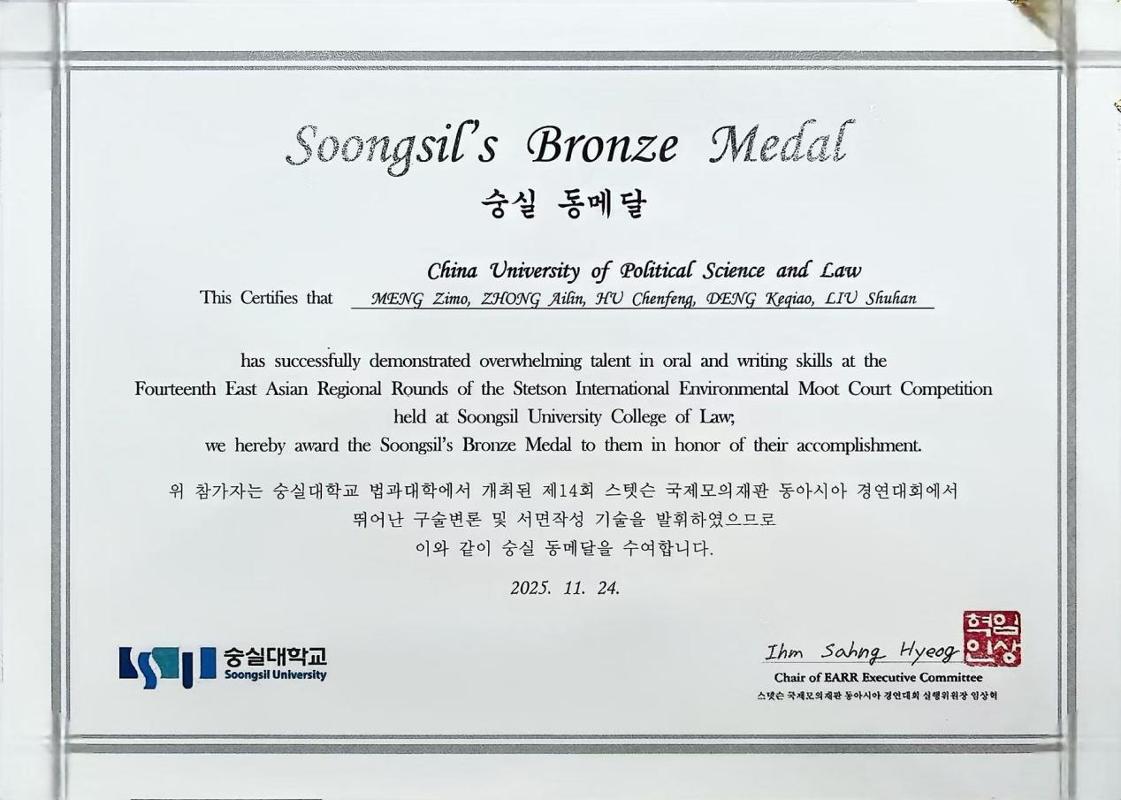 Soongsil's Bronze Medal
숭실 동메달
China University of Political Science and Law
This Certifies that MENG Zimo, ZHONG Ailin, HU Chenfeng, DENG Keqiao, LIU Shuhan
has successfully demonstrated overwhelming talent in oral and writing skills at the
Fourteenth East Asian Regional Rounds of the Stetson International Environmental Moot Court Competition
held at Soongsil University College of Law;
we hereby award the Soongsil's Bronze Medal to them in honor of their accomplishment.
위 참가자는 숭실대학교 법과대학에서 개최된 제14회 스텟슨 국제모의재판 동아시아 경연대회에서
뛰어난 구술변론 및 서면작성 기술을 발휘하였으므로
이와 같이 숭실 동메달을 수여합니다.
2025. 11. 24.
숭실대학교
Soongsil University
Ihm Sahng Hyeog
혁임
인상
Chair of EARR Executive Committee
스텟슨 국제모의재판 동아시아 경연대회 실행위원장 임상혁